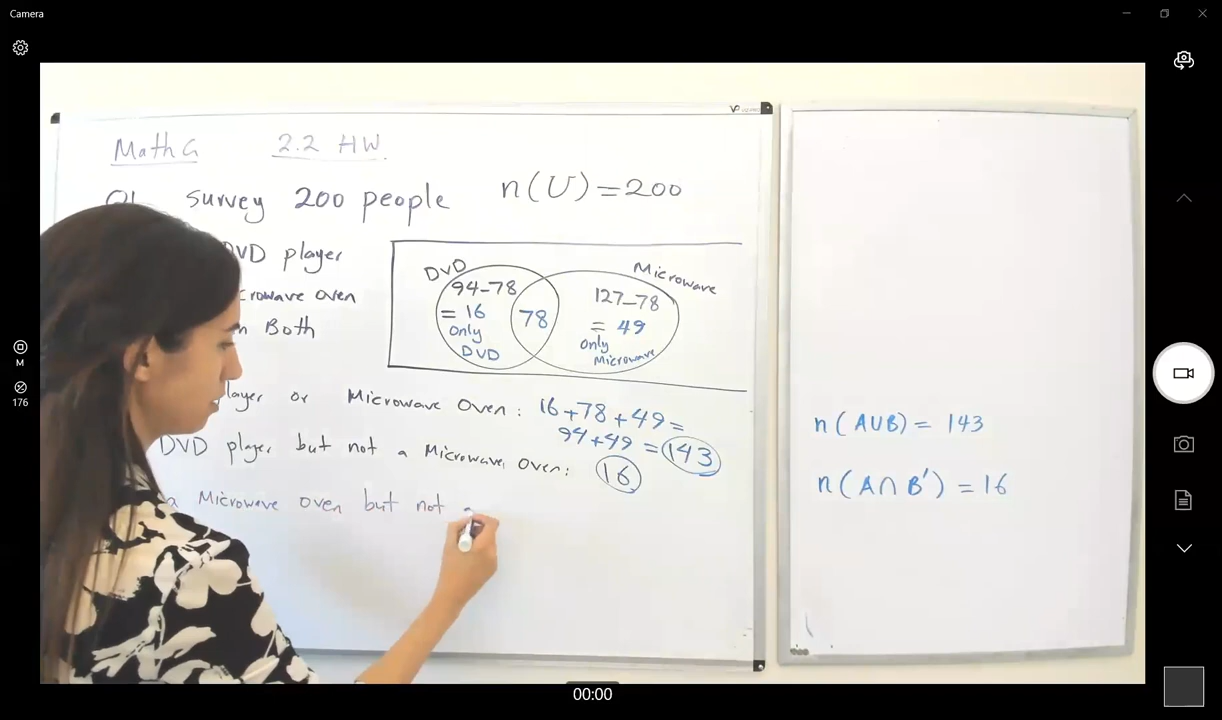 Camera
Math G 2.2 HW
survey 200 people n(U)=200
DVD player
crowave oven
Both
DVD
94-78
= 16
only
DVD
78
Microwave
127-78
= 49
only
Microwave
layer or Microwave Oven: 16+78+49=
94+49=143
DVD player but not a Microwave, Oven: 16
a Microwave oven but not
n(A∪B)= 143
n(A∩B')=16
M
176
00:00